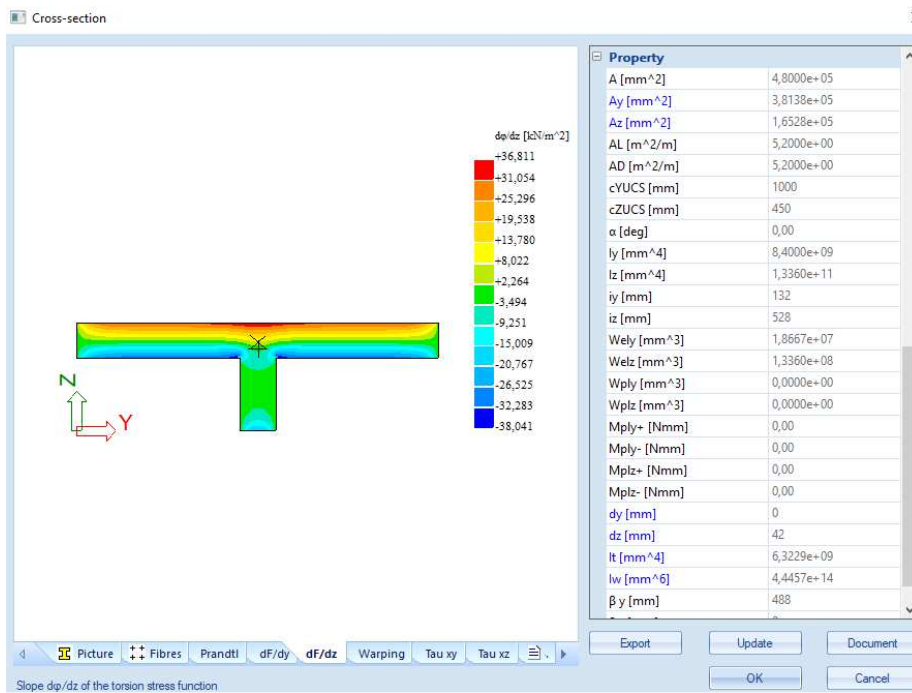 Cross-section
dφ/dz [kN/m^2]
+36,811
+31,054
+25,296
+19,538
+13,780
+8,022
+2,264
-3,494
-9,251
-15,009
-20,767
-26,525
-32,283
-38,041
Z
Y
Property
A [mm^2] 4,8000e+05
Ay [mm^2] 3,8138e+05
Az [mm^2] 1,6528e+05
AL [m^2/m] 5,2000e+00
AD [m^2/m] 5,2000e+00
cYUCS [mm] 1000
cZUCS [mm] 450
α [deg] 0,00
Iy [mm^4] 8,4000e+09
Iz [mm^4] 1,3360e+11
iy [mm] 132
iz [mm] 528
Wely [mm^3] 1,8667e+07
Welz [mm^3] 1,3360e+08
Wply [mm^3] 0,0000e+00
Wplz [mm^3] 0,0000e+00
Mply+ [Nmm] 0,00
Mply- [Nmm] 0,00
Mplz+ [Nmm] 0,00
Mplz- [Nmm] 0,00
dy [mm] 0
dz [mm] 42
It [mm^4] 6,3229e+09
Iw [mm^6] 4,4457e+14
β y [mm] 488
Picture Fibres Prandtl dF/dy dF/dz Warping Tau xy Tau xz
Export Update Document
OK Cancel
Slope dφ/dz of the torsion stress function